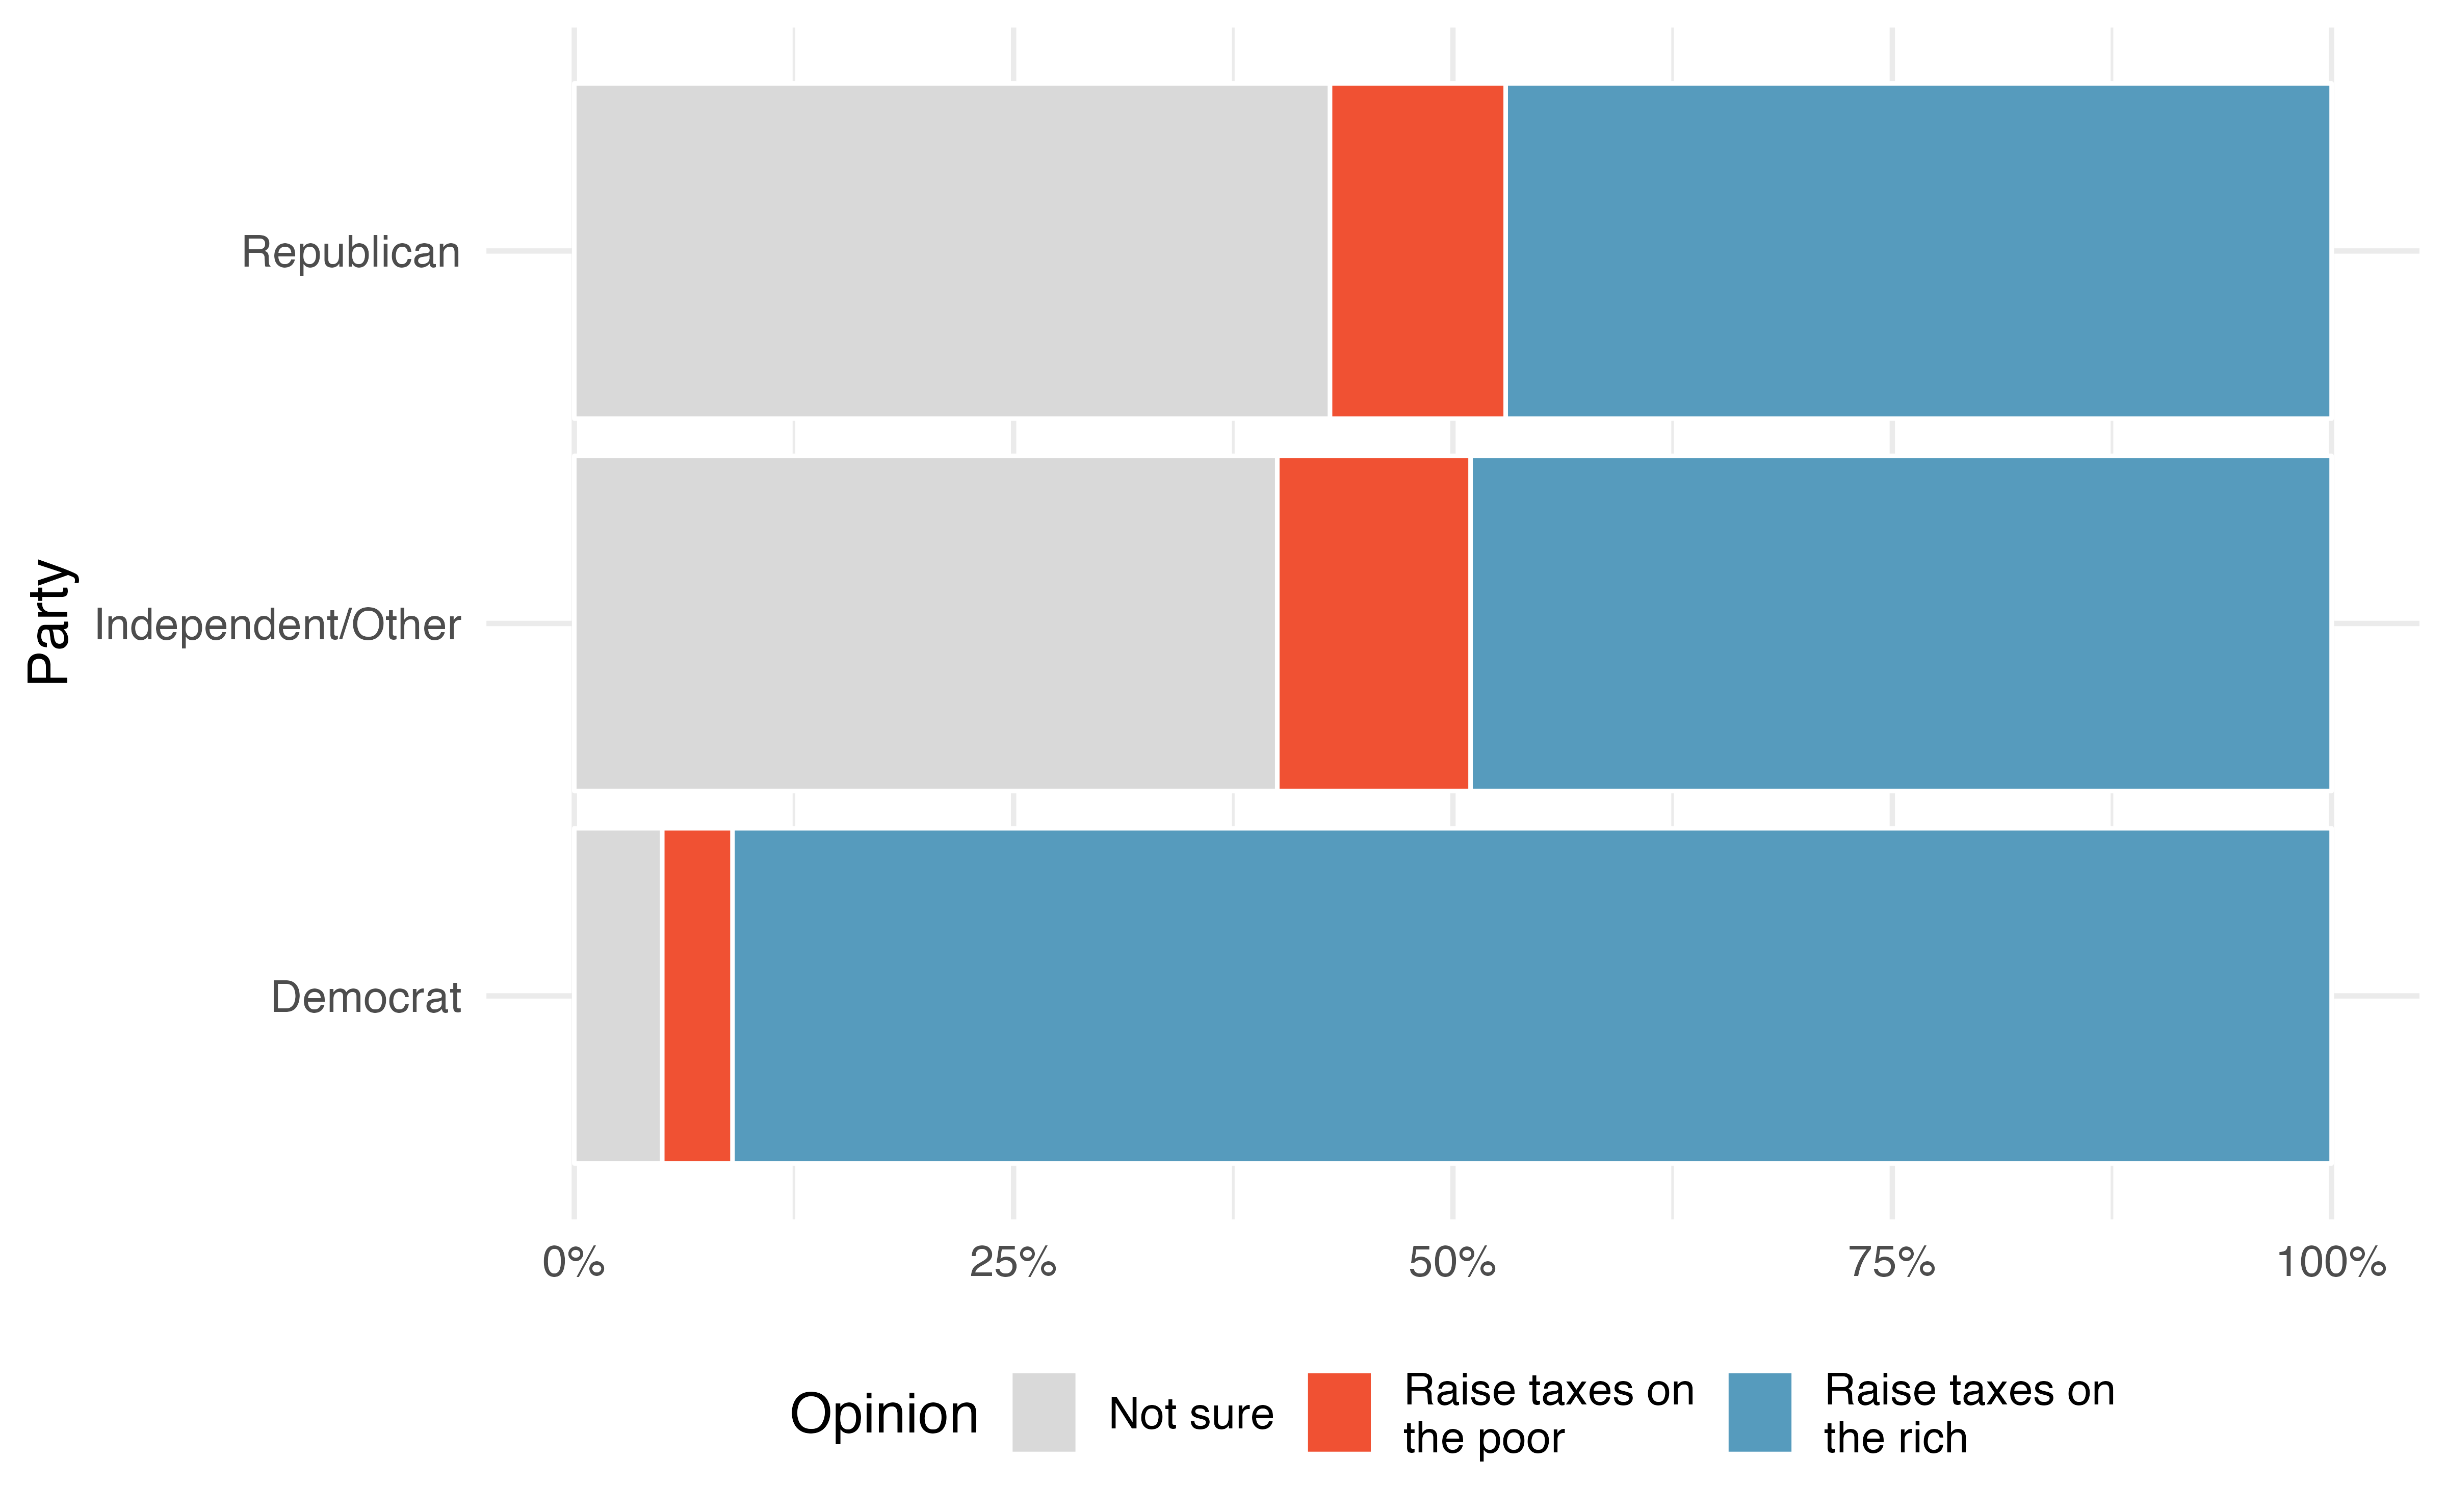 Party
Republican
Independent/Other
Democrat
0% 25% 50% 75% 100%
Opinion
Not sure
Raise taxes on
the poor
Raise taxes on
the rich